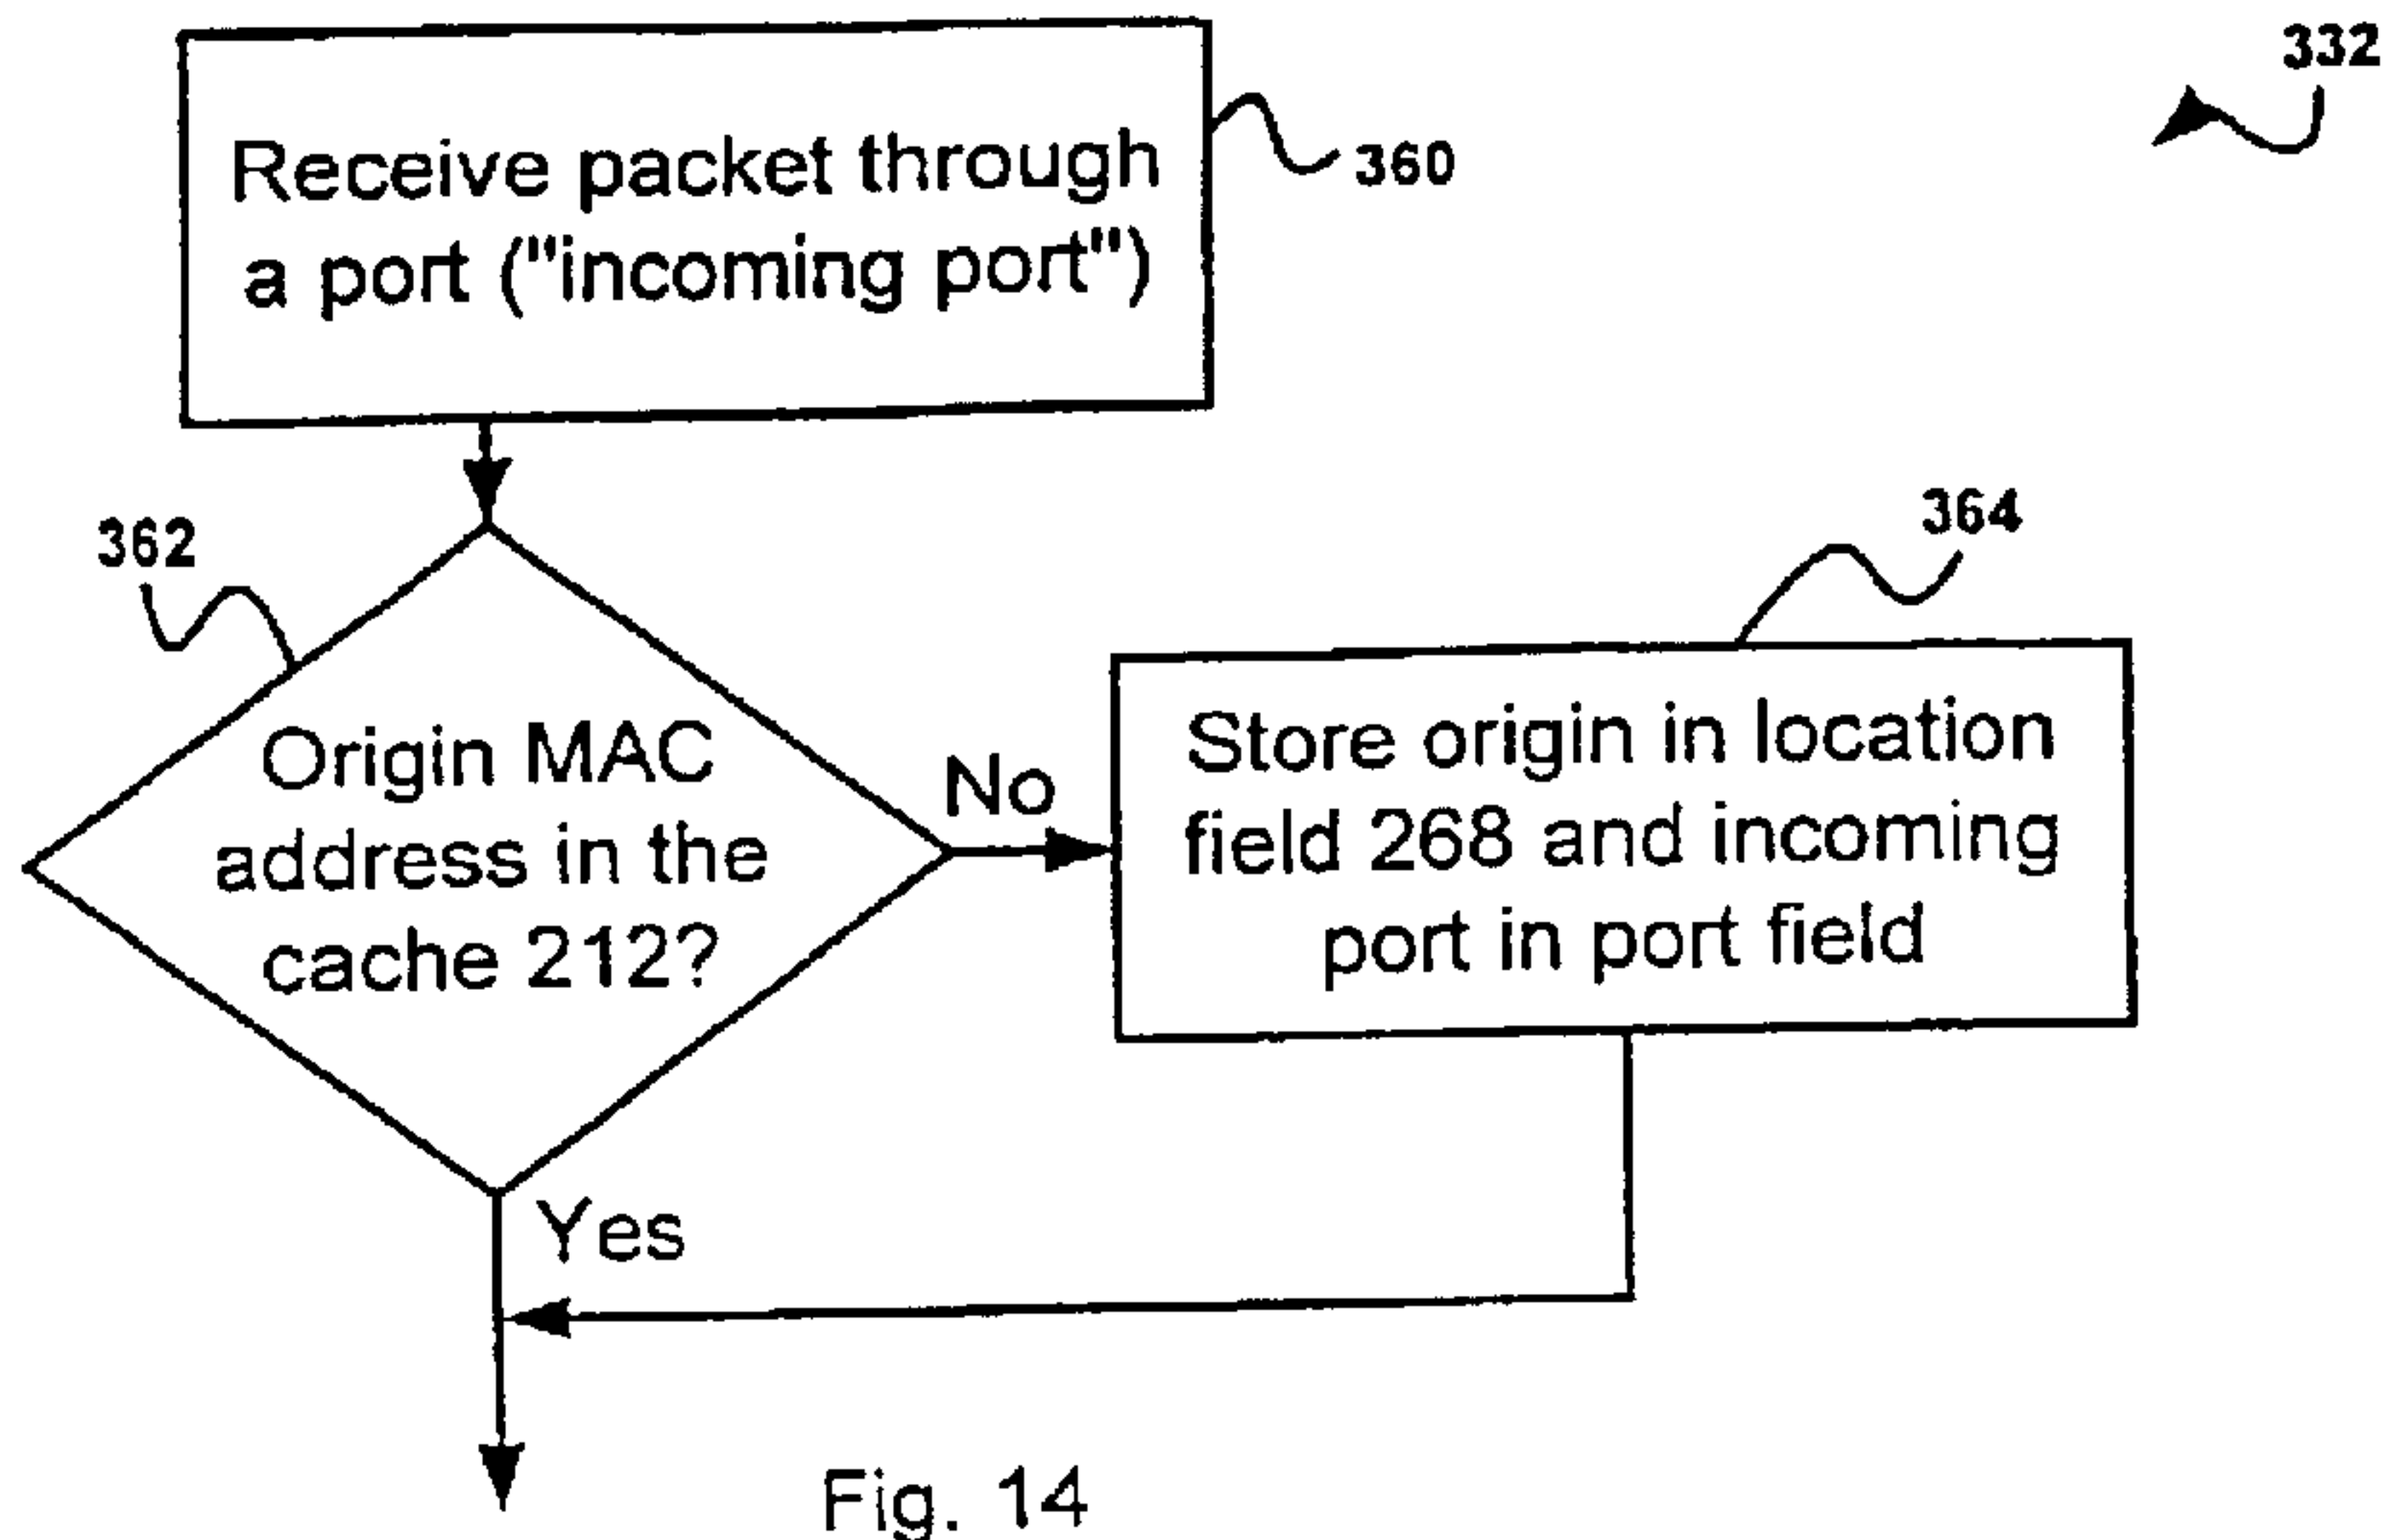 332
Receive packet through
a port ("incoming port")
360
362
364
Origin MAC
address in the
cache 212?
No
Store origin in location
field 268 and incoming
port in port field
Yes
Fig. 14